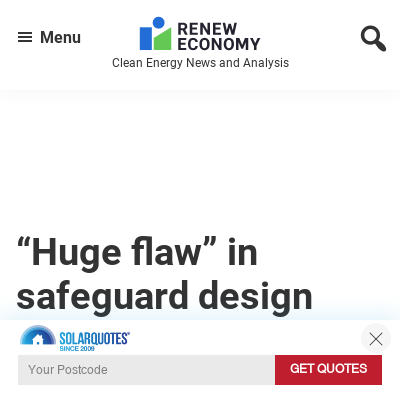 Menu
RENEW
ECONOMY
Clean Energy News and Analysis
“Huge flaw” in
safeguard design
SOLARQUOTES®
SINCE 2009
Your Postcode
GET QUOTES